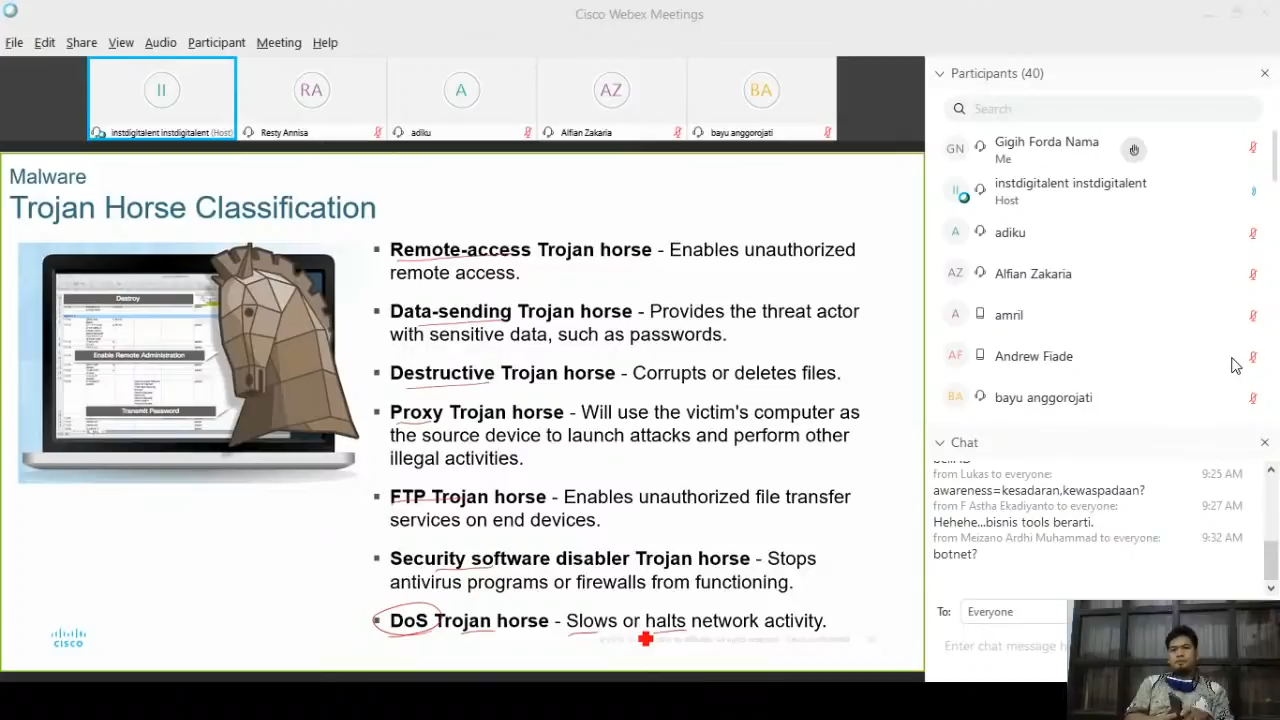 Cisco Webex Meetings
File Edit Share View Audio Participant Meeting Help
II RA A AZ BA
instdigitalent instdigitalent (Host) Resty Annisa adiku Alfian Zakaria bayu anggorojati
Malware
Trojan Horse Classification
Destroy
Enable Remote Administration
Transmit Password
▪ Remote-access Trojan horse - Enables unauthorized
remote access.
▪ Data-sending Trojan horse - Provides the threat actor
with sensitive data, such as passwords.
▪ Destructive Trojan horse - Corrupts or deletes files.
▪ Proxy Trojan horse - Will use the victim's computer as
the source device to launch attacks and perform other
illegal activities.
▪ FTP Trojan horse - Enables unauthorized file transfer
services on end devices.
▪ Security software disabler Trojan horse - Stops
antivirus programs or firewalls from functioning.
▪ DoS Trojan horse - Slows or halts network activity.
CISCO
Participants (40)
Search
GN Gigih Forda Nama
Me
II instdigitalent instdigitalent
Host
A adiku
AZ Alfian Zakaria
A amril
AF Andrew Fiade
BA bayu anggorojati
Chat
from Lukas to everyone: 9:25 AM
awareness=kesadaran,kewaspadaan?
from F Astha Ekadiyanto to everyone: 9:27 AM
Hehehe...bisnis tools berarti.
from Meizano Ardhi Muhammad to everyone: 9:32 AM
botnet?
To: Everyone
Enter chat message h